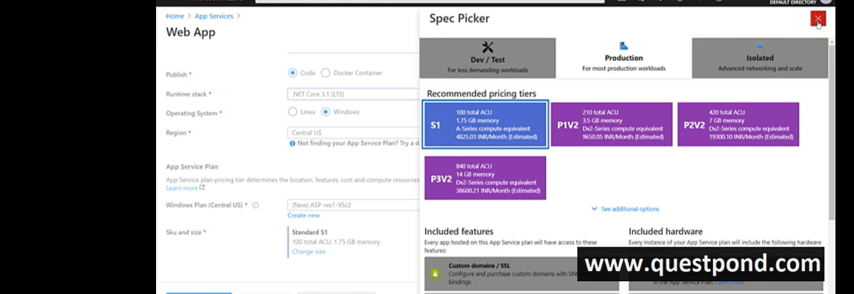 DEFAULT DIRECTORY
Home > App Services >
Web App
Publish *
Code
Docker Container
Runtime stack *
.NET Core 3.1 (LTS)
Operating System *
Linux
Windows
Region *
Central US
Not finding your App Service Plan? Try a d
App Service Plan
App Service plan pricing tier determines the location, features, cost and compute resources
Learn more
Windows Plan (Central US) *
(New) ASP-res1-95c2
Create new
Sku and size *
Standard S1
100 total ACU, 1.75 GB memory
Change size
Spec Picker
Dev / Test
For less demanding workloads
Production
For most production workloads
Isolated
Advanced networking and scale
Recommended pricing tiers
S1
100 total ACU
1.75 GB memory
A-Series compute equivalent
4825.03 INR/Month (Estimated)
P1V2
210 total ACU
3.5 GB memory
Dv2-Series compute equivalent
9650.05 INR/Month (Estimated)
P2V2
420 total ACU
7 GB memory
Dv2-Series compute equivalent
19300.10 INR/Month (Estimated)
P3V2
840 total ACU
14 GB memory
Dv2-Series compute equivalent
38600.21 INR/Month (Estimated)
See additional options
Included features
Every app hosted on this App Service plan will have access to these
features:
Custom domains / SSL
Configure and purchase custom domains with SN
bindings
Included hardware
Every instance of your App Service plan will include the following hardware
www.questpond.com